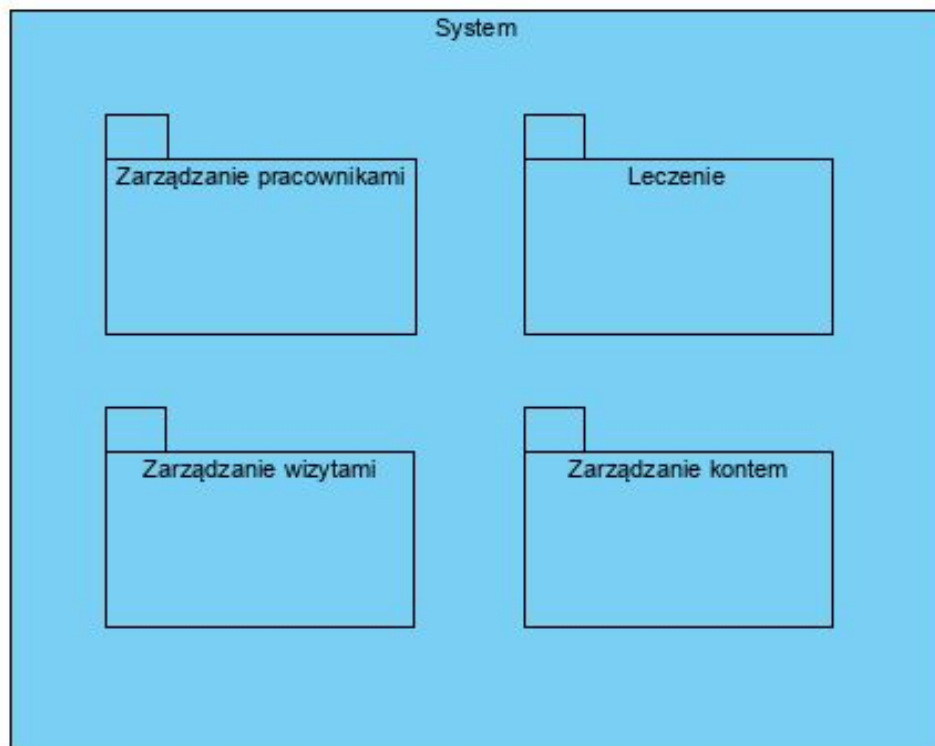 System
Zarządzanie pracownikami
Leczenie
Zarządzanie wizytami
Zarządzanie kontem